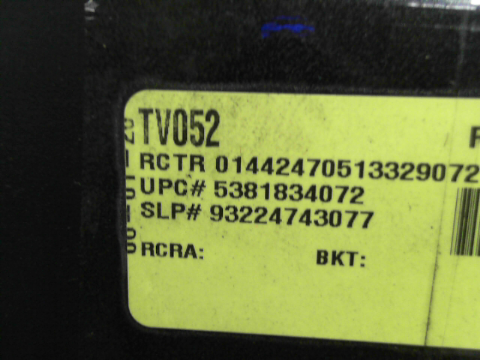 TV052
RCTR 01442470513329072
UPC# 5381834072
SLP# 93224743077
RCRA: BKT: